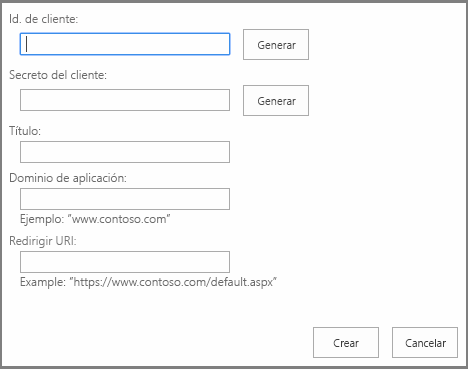 Id. de cliente:
Generar
Secreto del cliente:
Generar
Título:
Dominio de aplicación:
Ejemplo: "www.contoso.com"
Redirigir URI:
Example: "https://www.contoso.com/default.aspx"
Crear Cancelar